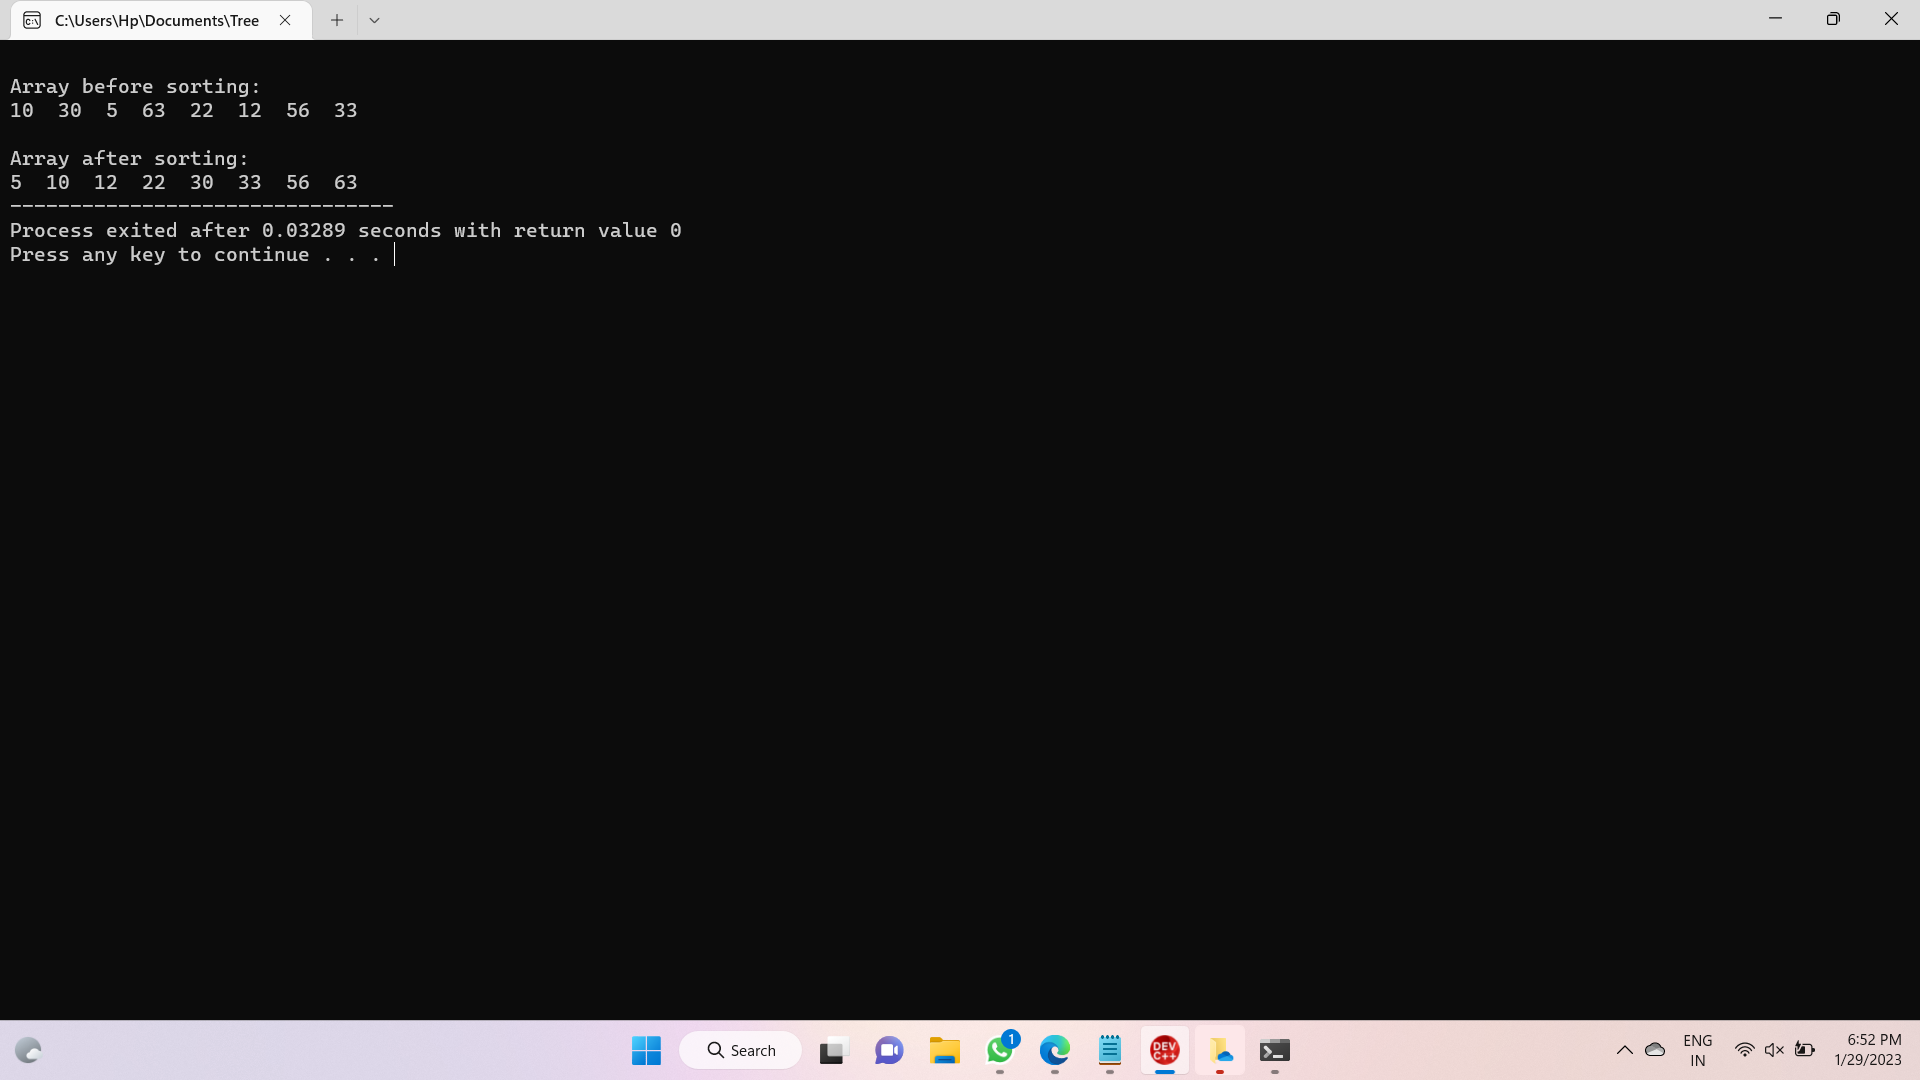 C:\Users\Hp\Documents\Tree
Array before sorting:
10  30  5  63  22  12  56  33
Array after sorting:
5  10  12  22  30  33  56  63
--------------------------------
Process exited after 0.03289 seconds with return value 0
Press any key to continue . . .
Search
1
DEV
C++
ENG
IN
6:52 PM
1/29/2023